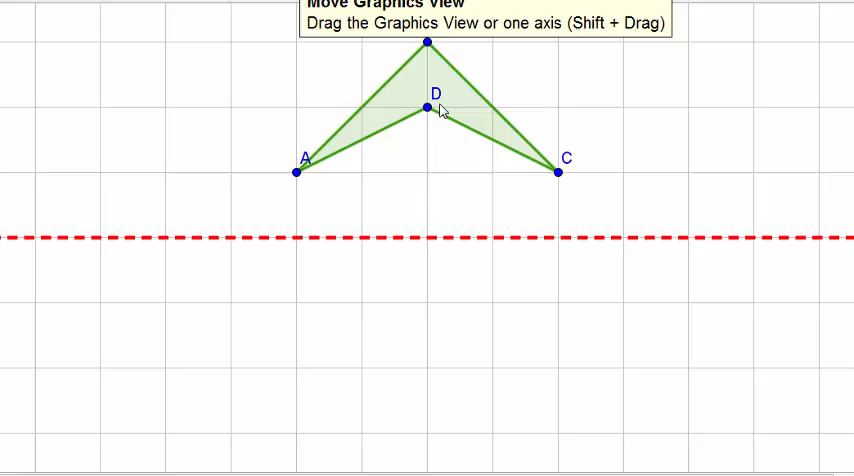 Move Graphics View
Drag the Graphics View or one axis (Shift + Drag)
D
A
C